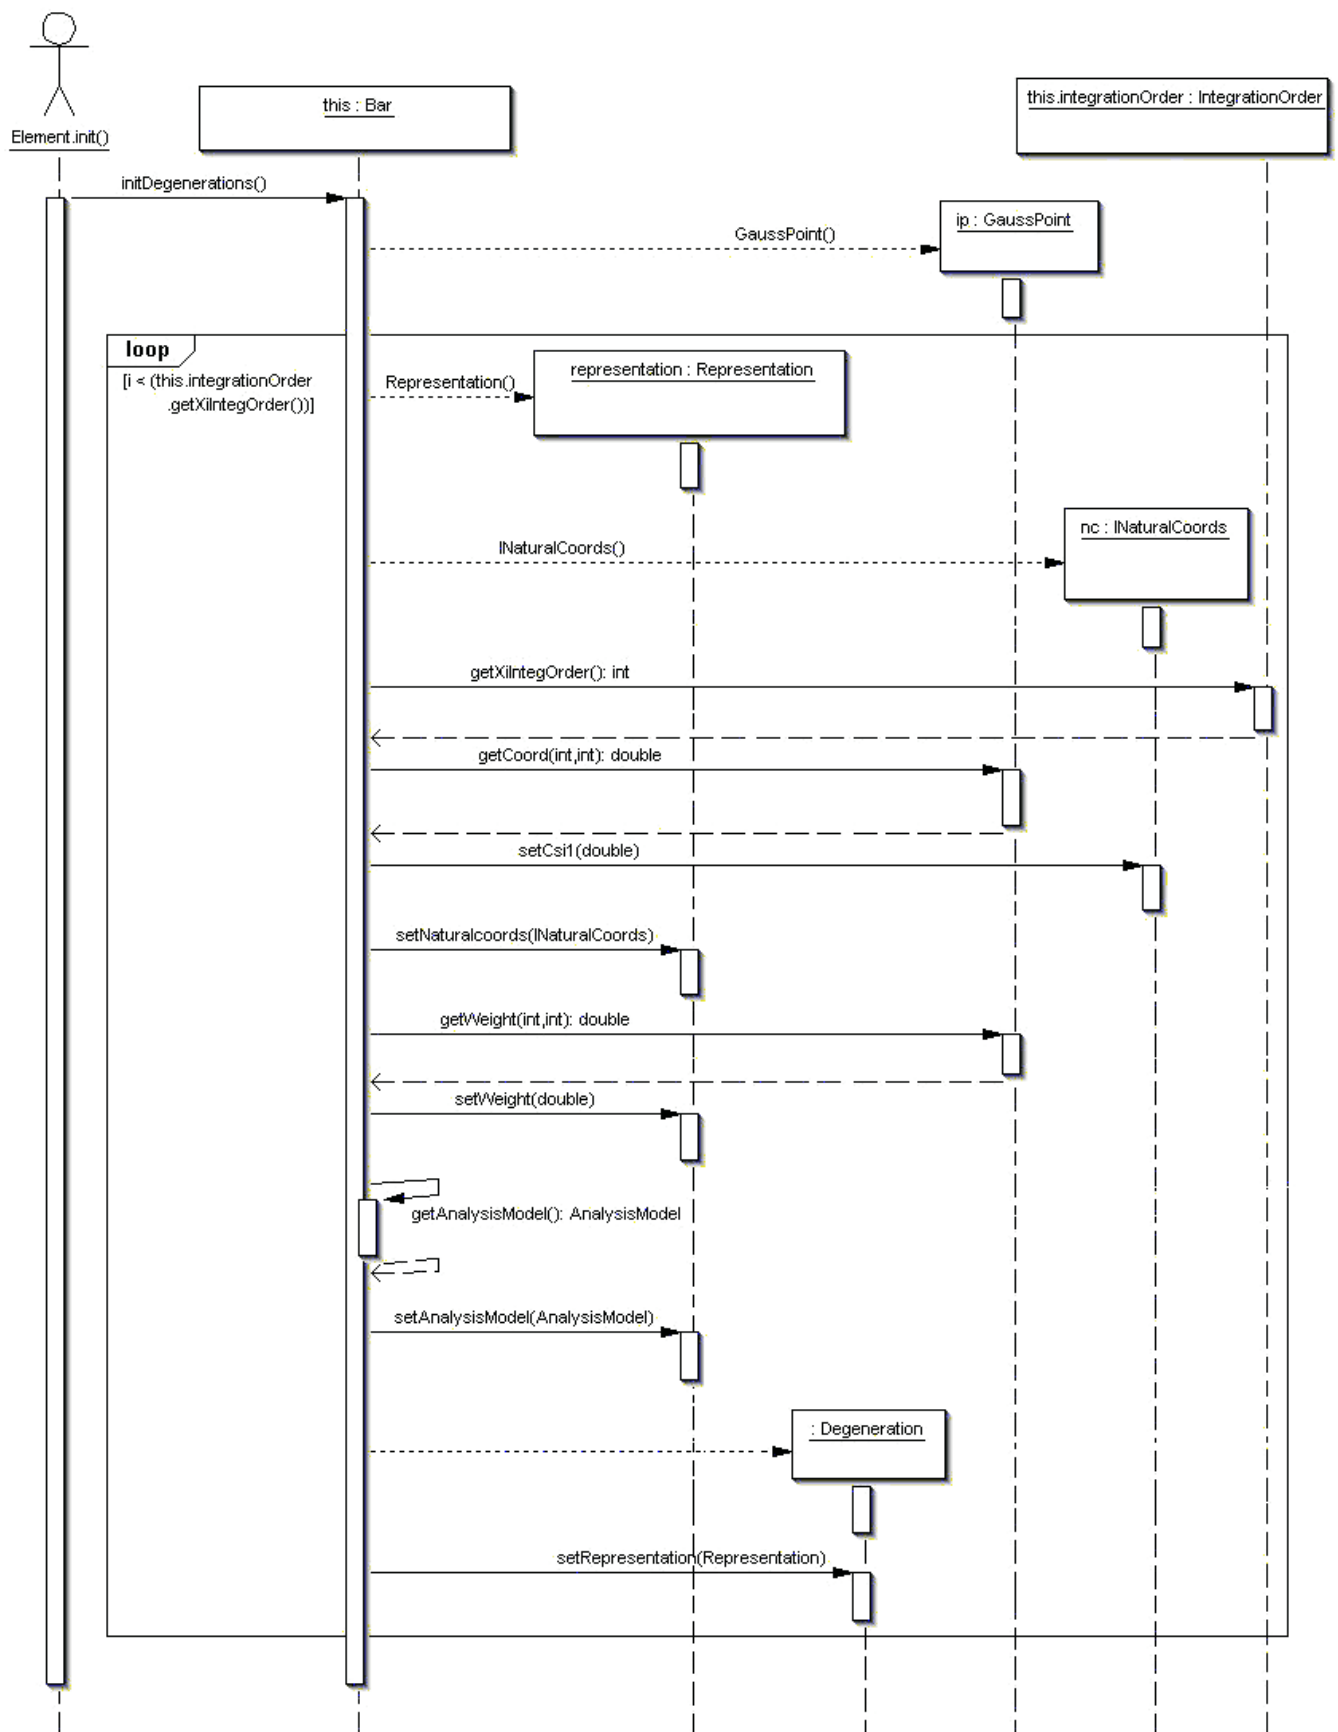 Element.init()
this : Bar
this.integrationOrder : IntegrationOrder
initDegenerations()
GaussPoint()
ip : GaussPoint
loop
[i < (this.integrationOrder
.getXiIntegOrder())]
Representation()
representation : Representation
INaturalCoords()
nc : INaturalCoords
getXiIntegOrder(): int
getCoord(int,int): double
setCsi1(double)
setNaturalcoords(INaturalCoords)
getWeight(int,int): double
setWeight(double)
getAnalysisModel(): AnalysisModel
setAnalysisModel(AnalysisModel)
: Degeneration
setRepresentation(Representation)